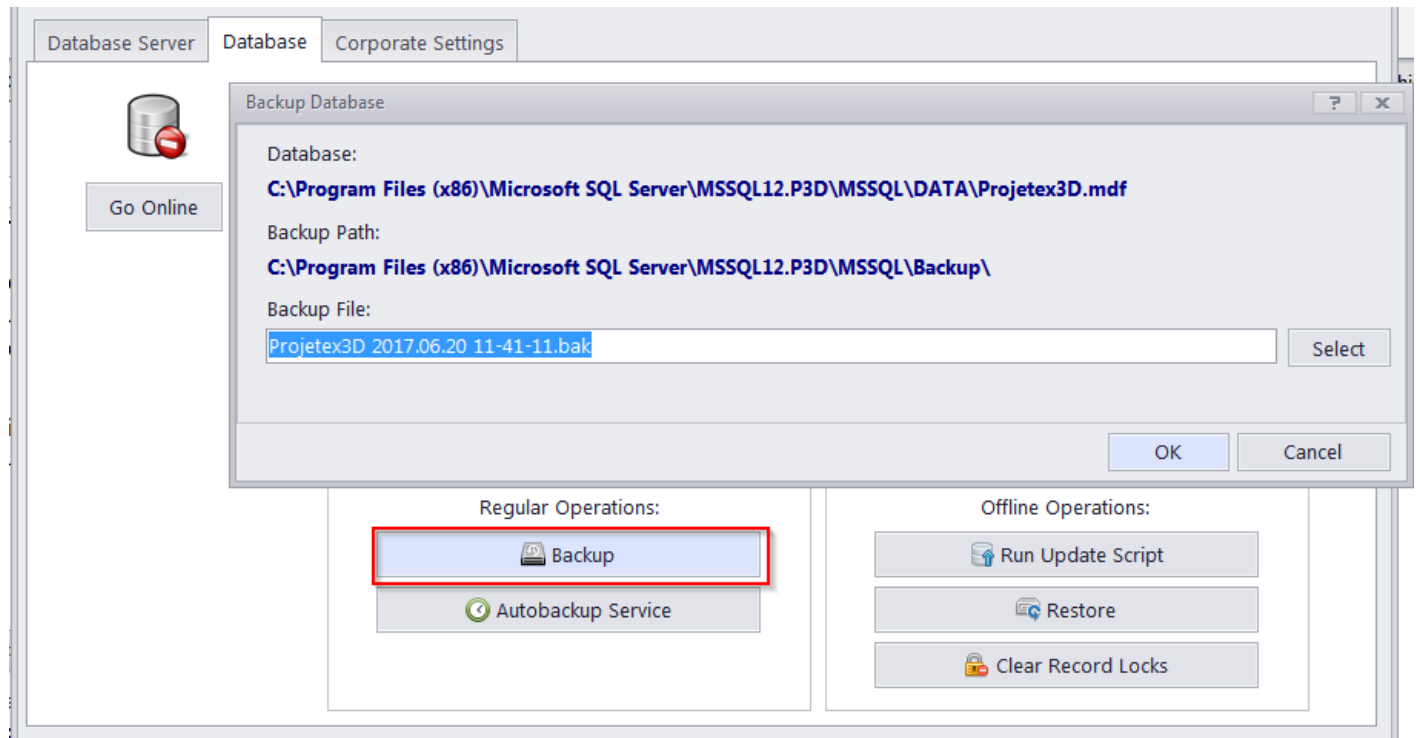 Database Server Database Corporate Settings
Backup Database
Database:
C:\Program Files (x86)\Microsoft SQL Server\MSSQL12.P3D\MSSQL\DATA\Projetex3D.mdf
Go Online
Backup Path:
C:\Program Files (x86)\Microsoft SQL Server\MSSQL12.P3D\MSSQL\Backup\
Backup File:
Projetex3D 2017.06.20 11-41-11.bak
Select
OK Cancel
Regular Operations: Offline Operations:
Backup Run Update Script
Autobackup Service Restore
Clear Record Locks